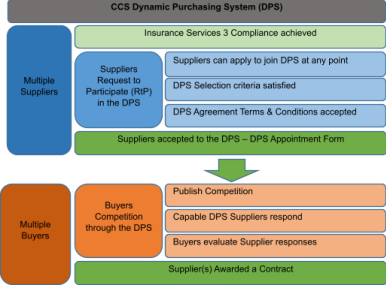 CCS Dynamic Purchasing System (DPS)
Insurance Services 3 Compliance achieved
Multiple
Suppliers
Suppliers
Request to
Participate (RtP)
in the DPS
Suppliers can apply to join DPS at any point
DPS Selection criteria satisfied
DPS Agreement Terms & Conditions accepted
Suppliers accepted to the DPS – DPS Appointment Form
Multiple
Buyers
Buyers
Competition
through the DPS
Publish Competition
Capable DPS Suppliers respond
Buyers evaluate Supplier responses
Supplier(s) Awarded a Contract